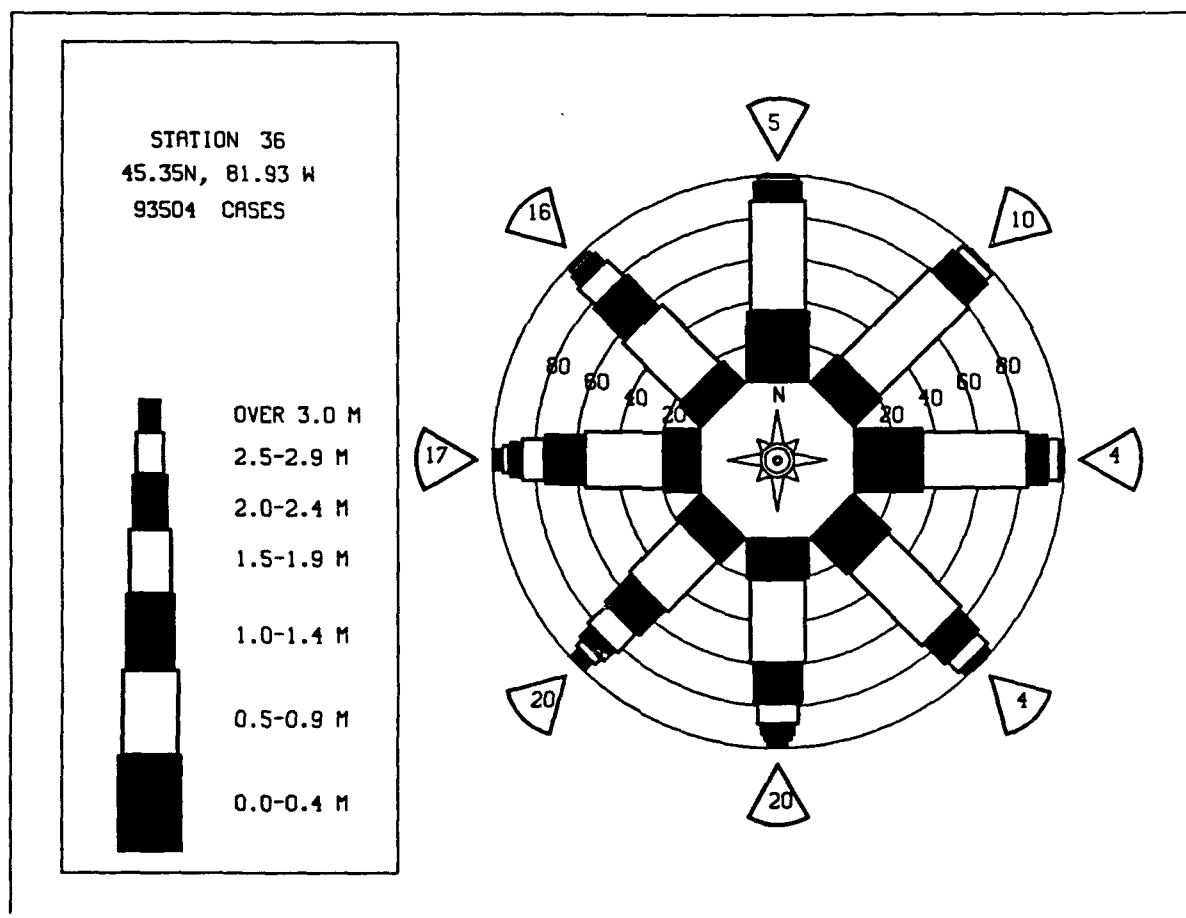 STATION 36
45.35N, 81.93 W
93504 CASES
OVER 3.0 M
2.5-2.9 M
2.0-2.4 M
1.5-1.9 M
1.0-1.4 M
0.5-0.9 M
0.0-0.4 M
5
16
10
80
60
40
20
N
20
40
60
80
17
4
20
4
20